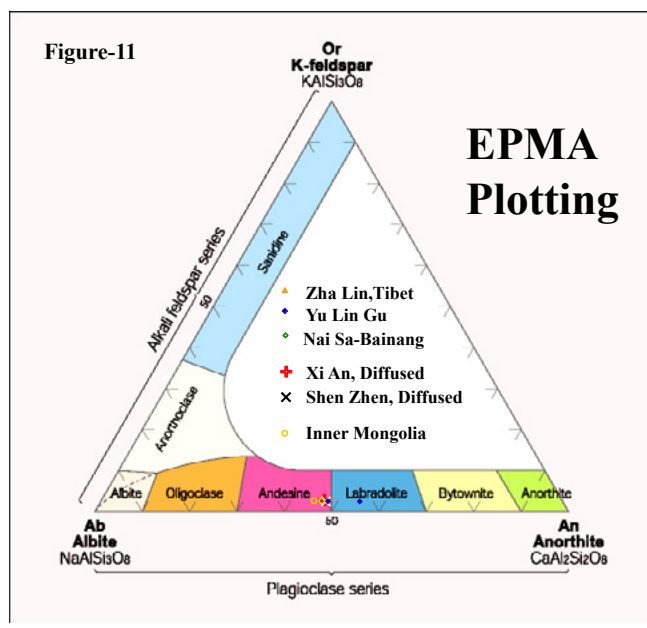 Figure-11
Or
K-feldspar
KAlSi3O8
EPMA
Plotting
Alkali feldspar series
Sanidine
50
Zha Lin,Tibet
Yu Lin Gu
Nai Sa-Bainang
Xi An, Diffused
Shen Zhen, Diffused
Inner Mongolia
Anorthoclase
Albite
Oligoclase
Andesine
Labradolite
Bytownite
Anorthite
50
Ab
Albite
NaAlSi3O8
An
Anorthite
CaAl2Si2O8
Plagioclase series